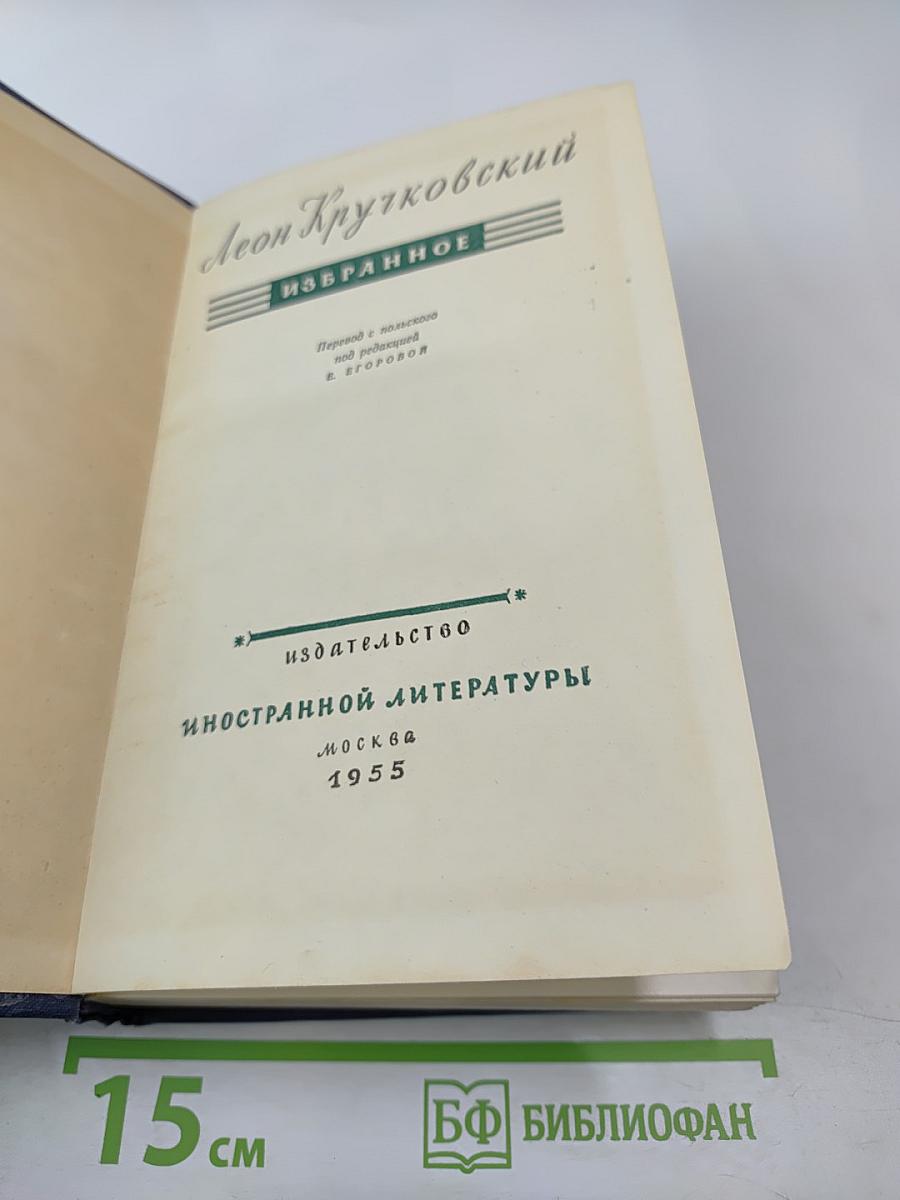 Леон Кручковский
ИЗБРАННОЕ
Перевод с польского
под редакцией
Е. ЕГОРОВОЙ
ИЗДАТЕЛЬСТВО
ИНОСТРАННОЙ ЛИТЕРАТУРЫ
МОСКВА
1955
15 см
БФ БИБЛИОФАН